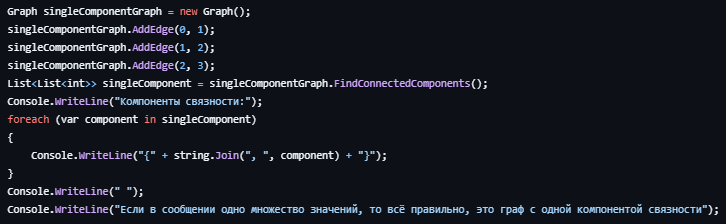 Graph singleComponentGraph = new Graph();
singleComponentGraph.AddEdge(0, 1);
singleComponentGraph.AddEdge(1, 2);
singleComponentGraph.AddEdge(2, 3);
List<List<int>> singleComponent = singleComponentGraph.FindConnectedComponents();
Console.WriteLine("Компоненты связности:");
foreach (var component in singleComponent)
{
    Console.WriteLine("{" + string.Join(", ", component) + "}");
}
Console.WriteLine(" ");
Console.WriteLine("Если в сообщении одно множество значений, то всё правильно, это граф с одной компонентой связности");